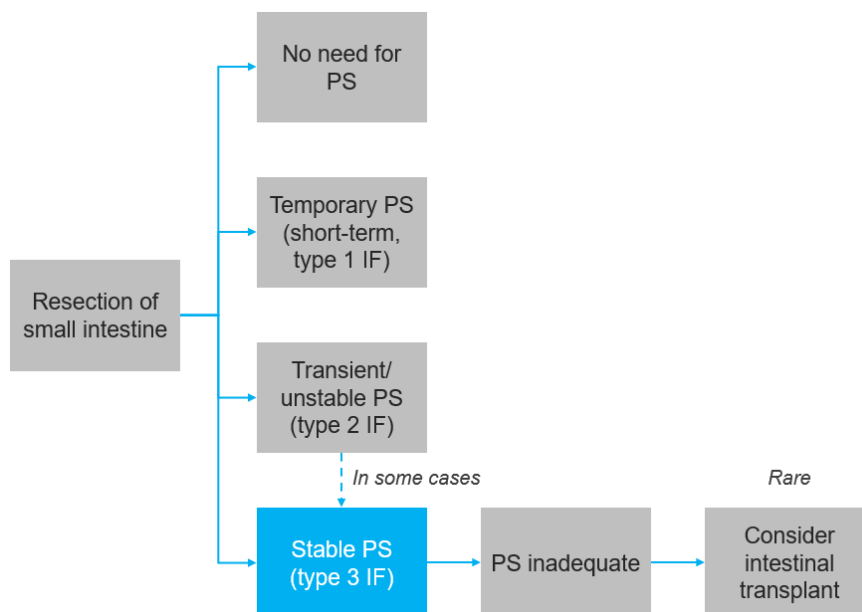 No need for
PS
Temporary PS
(short-term,
type 1 IF)
Resection of
small intestine
Transient/
unstable PS
(type 2 IF)
In some cases
Rare
Stable PS
(type 3 IF)
PS inadequate
Consider
intestinal
transplant